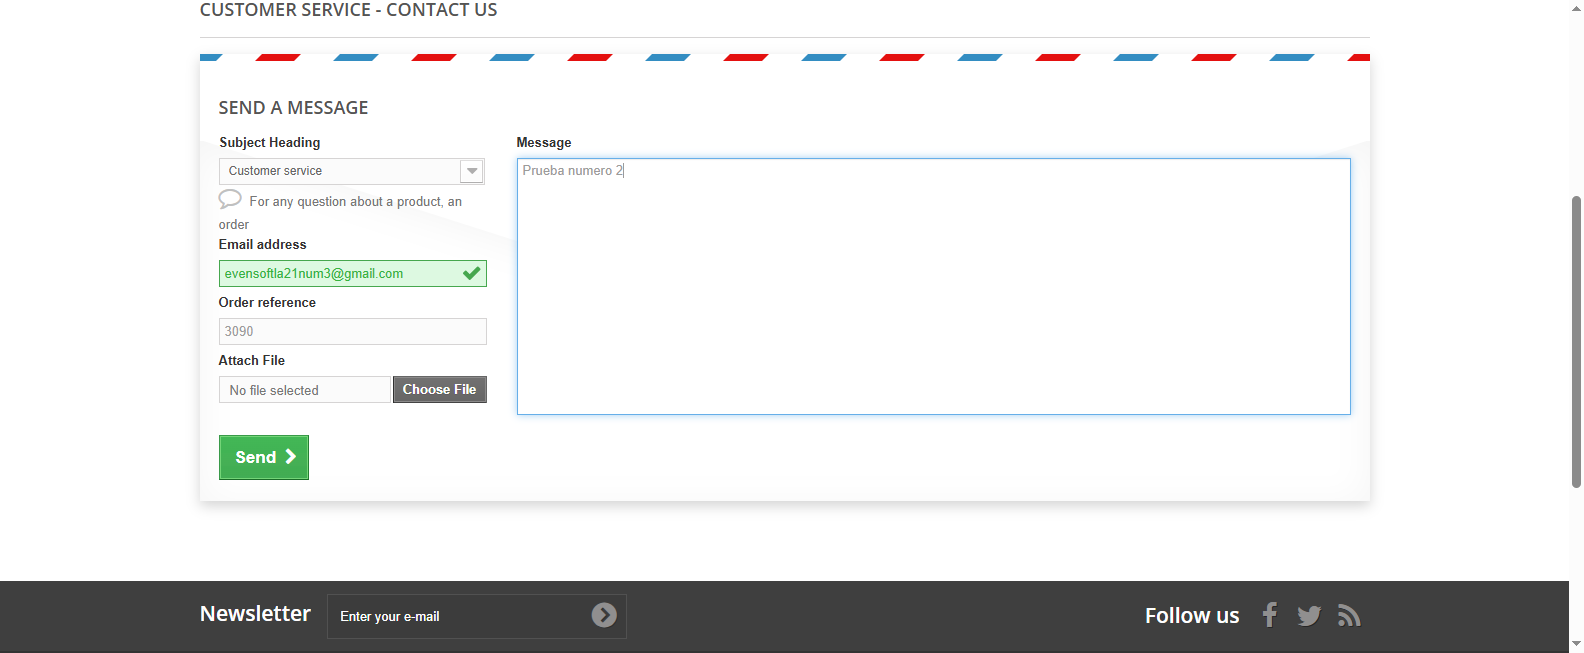 CUSTOMER SERVICE - CONTACT US
SEND A MESSAGE
Subject Heading
Customer service
For any question about a product, an
order
Email address
evensoftla21num3@gmail.com
Order reference
3090
Attach File
No file selected
Choose File
Send
Message
Prueba numero 2
Newsletter
Enter your e-mail
Follow us